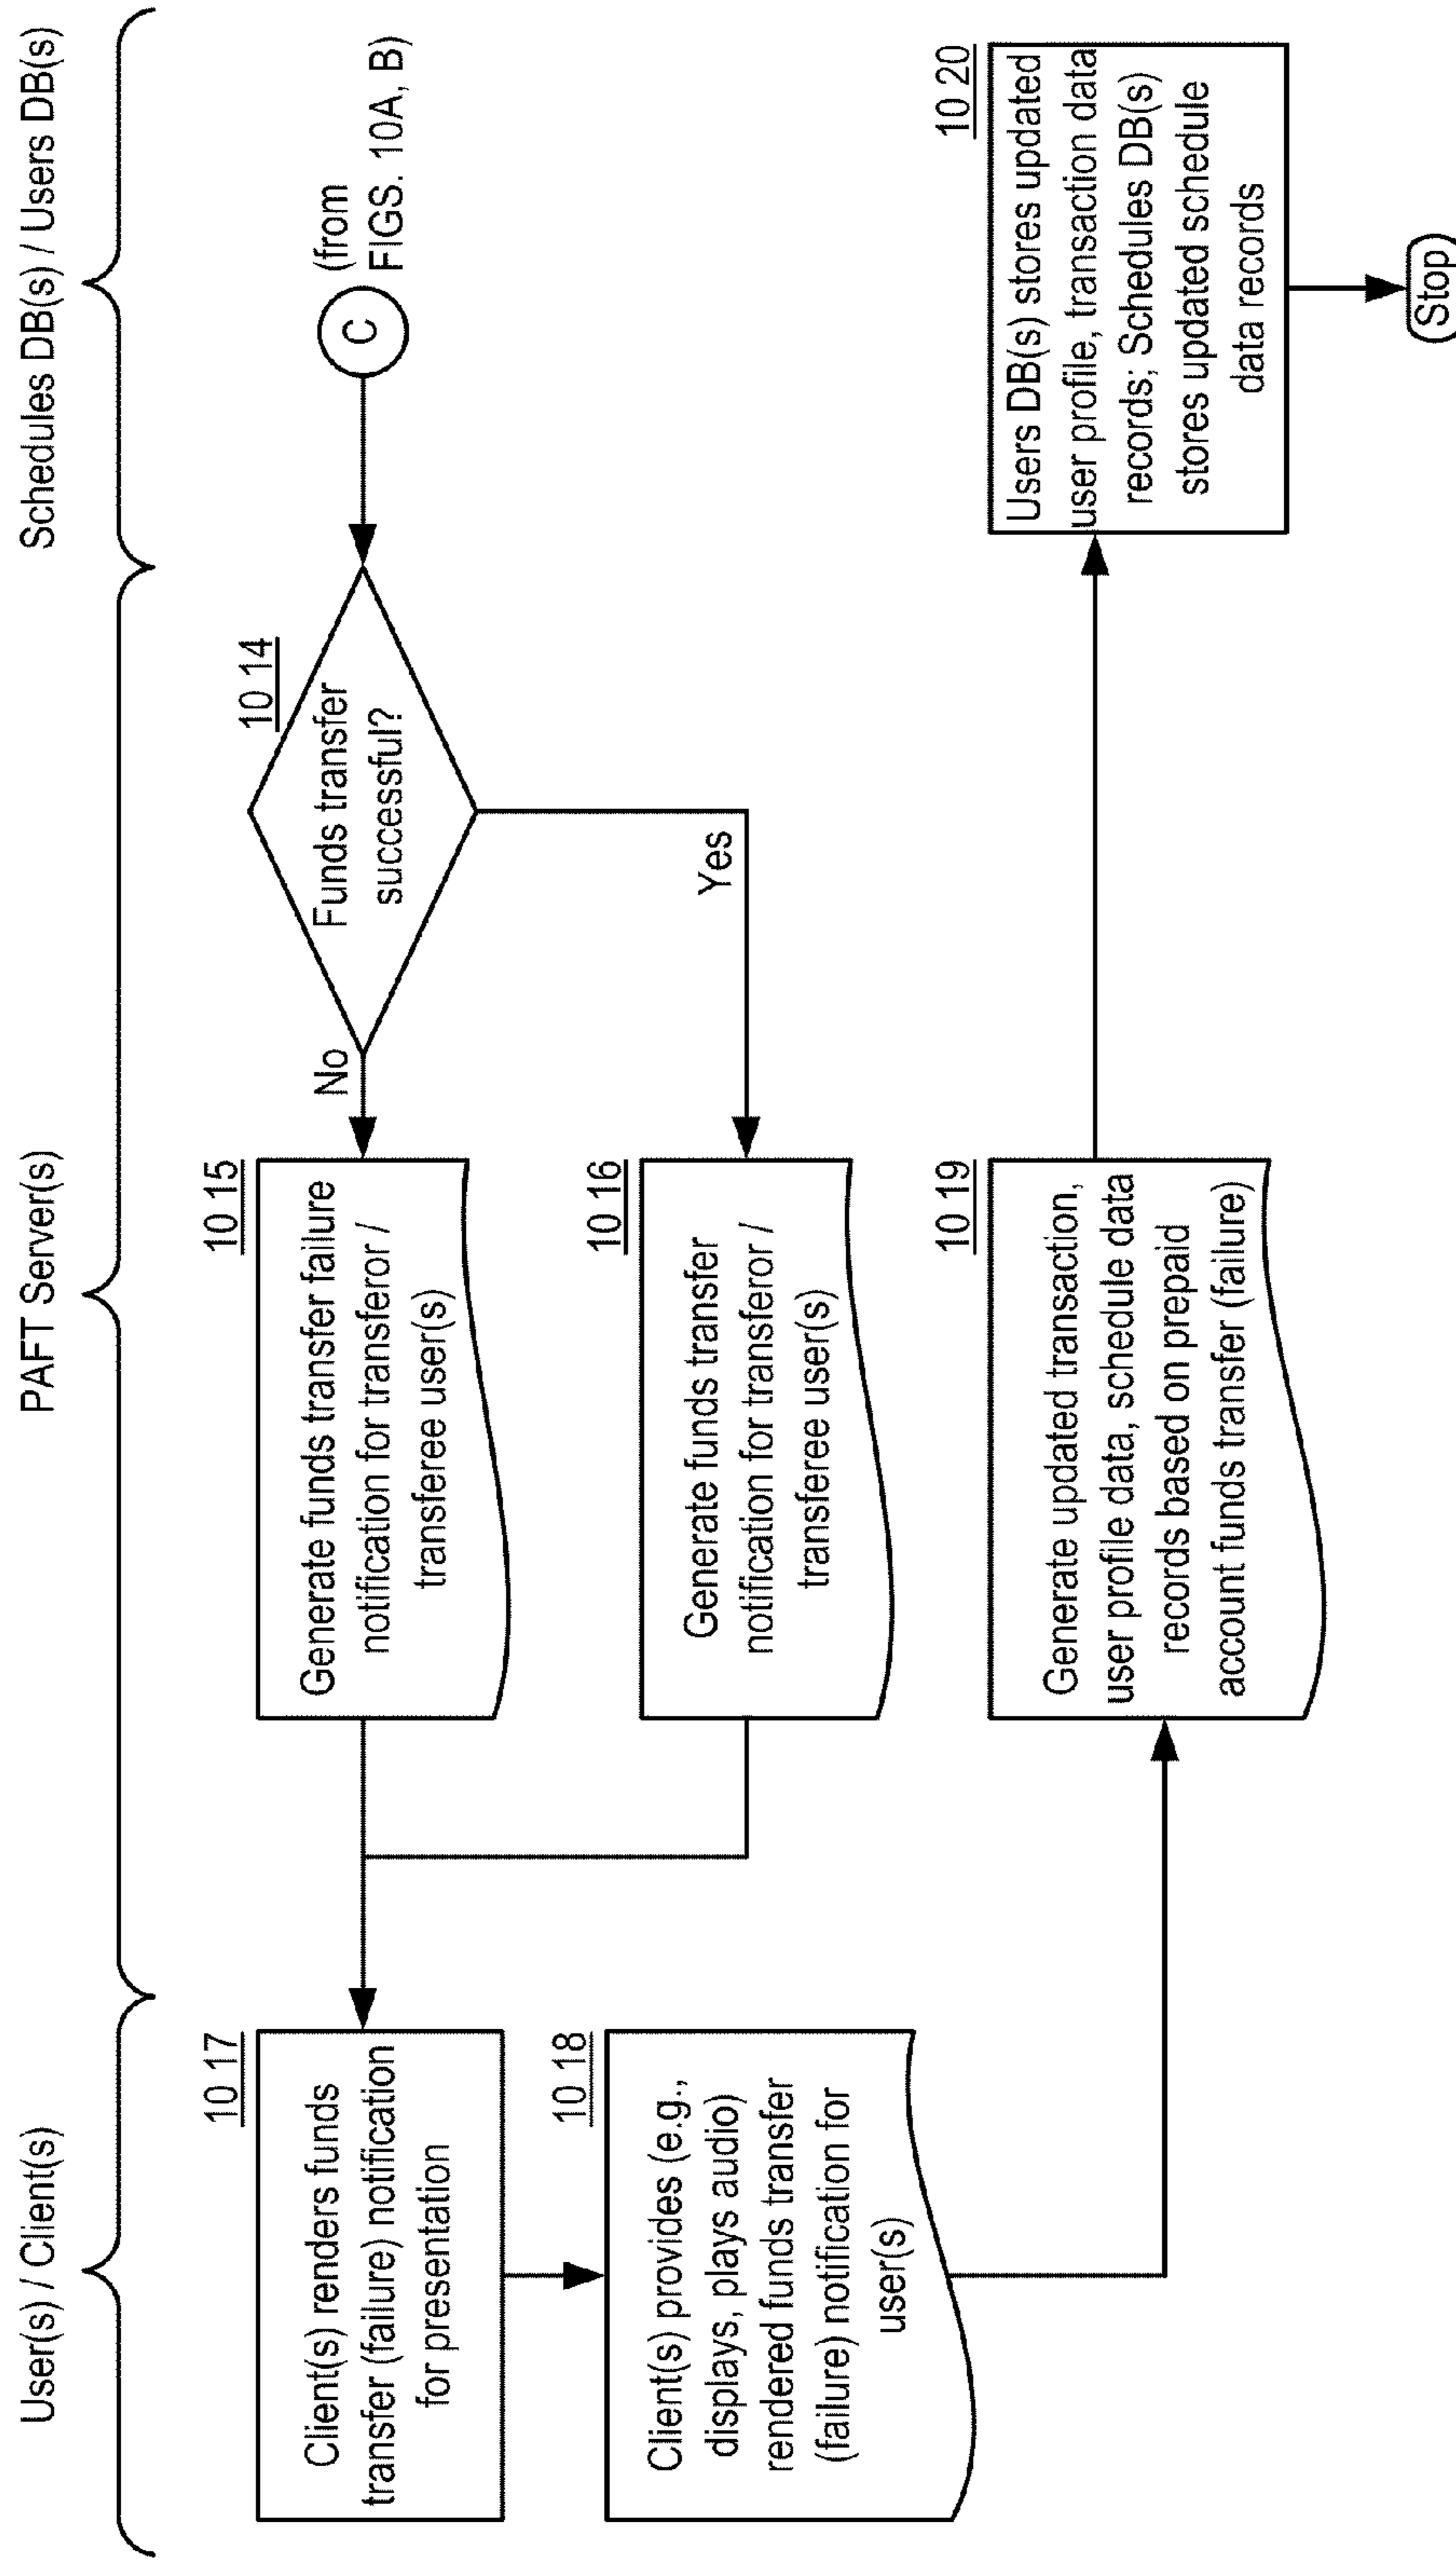 User(s) / Client(s)
PAFT Server(s)
Schedules DB(s) / Users DB(s)
C
(from
FIGS. 10A, B)
10 14
Funds transfer
successful?
No
Yes
10 15
Generate funds transfer failure
notification for transferor /
transferee user(s)
10 16
Generate funds transfer
notification for transferor /
transferee user(s)
10 17
Client(s) renders funds
transfer (failure) notification
for presentation
10 18
Client(s) provides (e.g.,
displays, plays audio)
rendered funds transfer
(failure) notification for
user(s)
10 19
Generate updated transaction,
user profile data, schedule data
records based on prepaid
account funds transfer (failure)
10 20
Users DB(s) stores updated
user profile, transaction data
records; Schedules DB(s)
stores updated schedule
data records
Stop